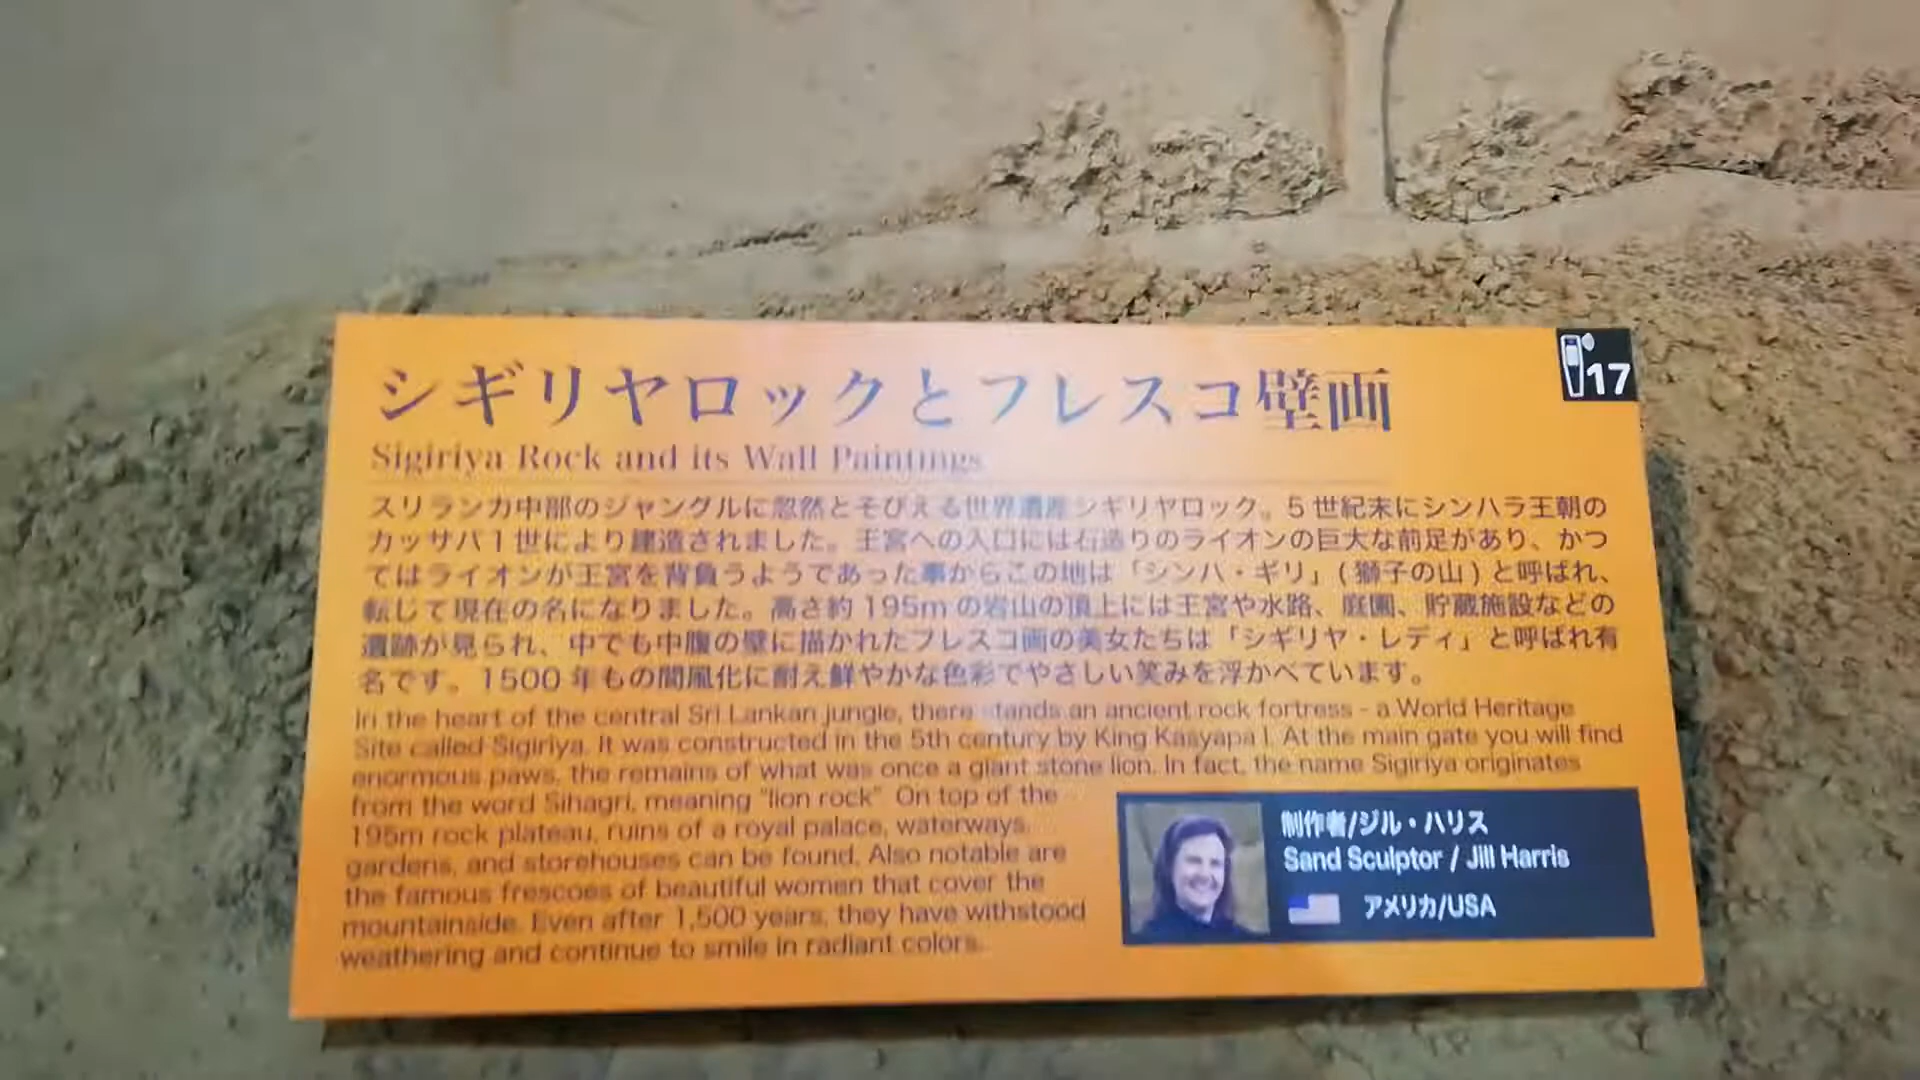 17
シギリヤロックとフレスコ壁画
Sigiriya Rock and its Wall Paintings
スリランカ中部のジャングルに忽然とそびえる世界遺産シギリヤロック。5世紀末にシンハラ王朝の
カッサパ1世により建造されました。王宮への入口には石造りのライオンの巨大な前足があり、かつ
てはライオンが王宮を背負うようであった事からこの地は「シンハ・ギリ」(獅子の山)と呼ばれ、
転じて現在の名になりました。高さ約195mの岩山の頂上には王宮や水路、庭園、貯蔵施設などの
遺跡が見られ、中でも中腹の壁に描かれたフレスコ画の美女たちは「シギリヤ・レディ」と呼ばれ有
名です。1500年もの間風化に耐え鮮やかな色彩でやさしい笑みを浮かべています。
In the heart of the central Sri Lankan jungle, there stands an ancient rock fortress - a World Heritage
Site called Sigiriya. It was constructed in the 5th century by King Kasyapa I. At the main gate you will find
enormous paws, the remains of what was once a giant stone lion. In fact, the name Sigiriya originates
from the word Sihagri, meaning "lion rock" On top of the
195m rock plateau, ruins of a royal palace, waterways,
gardens, and storehouses can be found. Also notable are
the famous frescoes of beautiful women that cover the
mountainside. Even after 1,500 years, they have withstood
weathering and continue to smile in radiant colors.
制作者/ジル・ハリス
Sand Sculptor / Jill Harris
アメリカ/USA